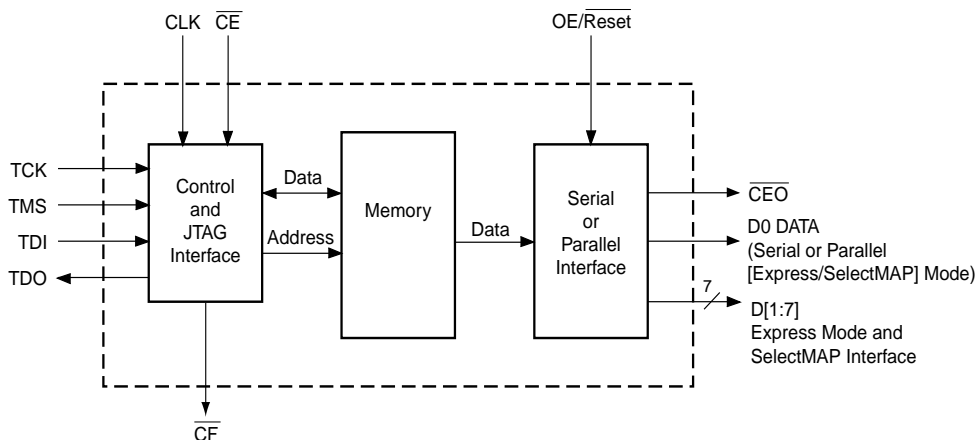 CLK
CE
OE/Reset
TCK
TMS
TDI
TDO
Control
and
JTAG
Interface
Data
Address
Memory
Data
Serial
or
Parallel
Interface
CEO
D0 DATA
(Serial or Parallel
[Express/SelectMAP] Mode)
7
D[1:7]
Express Mode and
SelectMAP Interface
CF